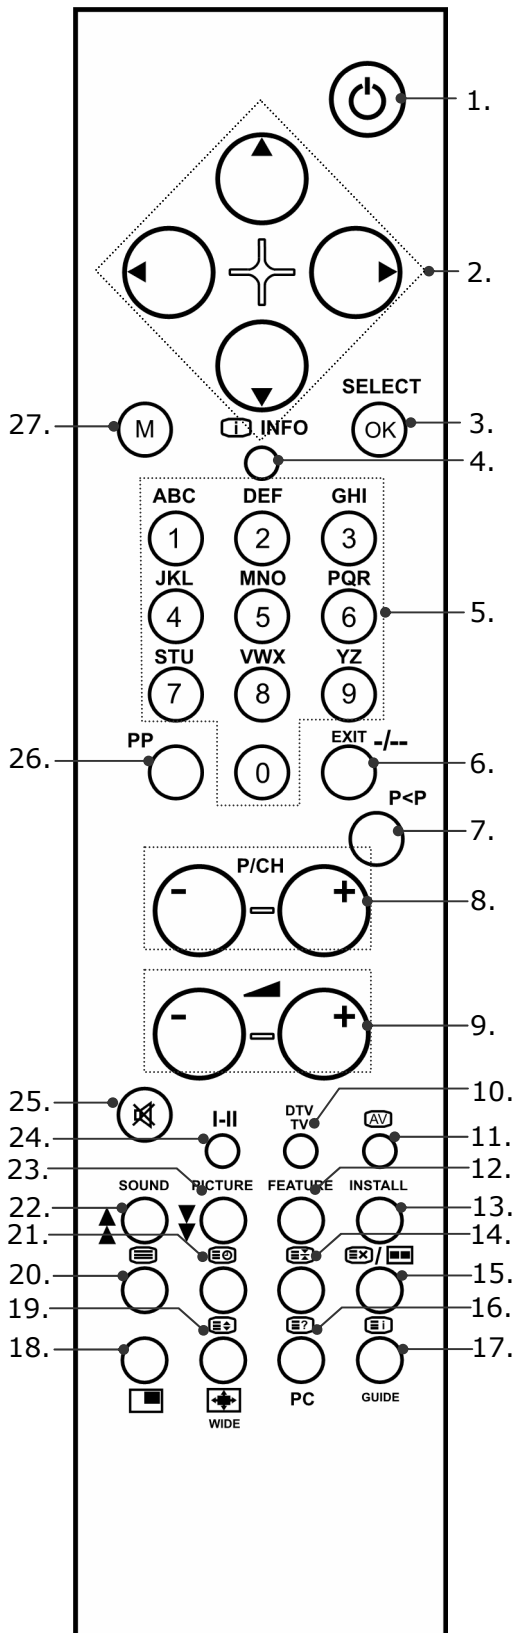 1.
2.
SELECT
27. M i INFO OK 3.
4.
ABC DEF GHI
1 2 3
JKL MNO PQR
4 5 6 5.
STU VWX YZ
7 8 9
PP EXIT -/--
26. 0 6.
P<P
7.
P/CH
- + 8.
- + 9.
25. 10.
I-II DTV AV
TV
24. 11.
23. 12.
SOUND PICTURE FEATURE INSTALL
22. 13.
21. 14.
/
20. 15.
19. ? i 16.
18. 17.
PC GUIDE
WIDE